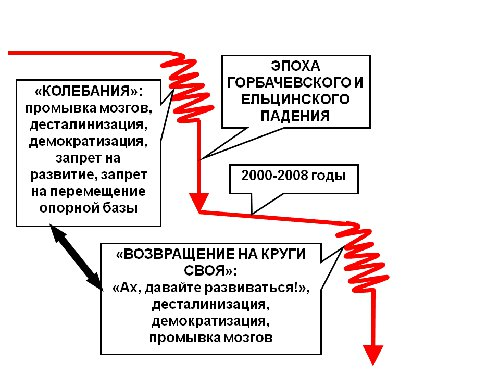 ЭПОХА
ГОРБАЧЕВСКОГО И
ЕЛЬЦИНСКОГО
ПАДЕНИЯ
«КОЛЕБАНИЯ»:
промывка мозгов,
десталинизация,
демократизация,
запрет на
развитие, запрет
на перемещение
опорной базы
2000-2008 годы
«ВОЗВРАЩЕНИЕ НА КРУГИ
СВОЯ»:
«Ах, давайте развиваться!»,
десталинизация,
демократизация,
промывка мозгов